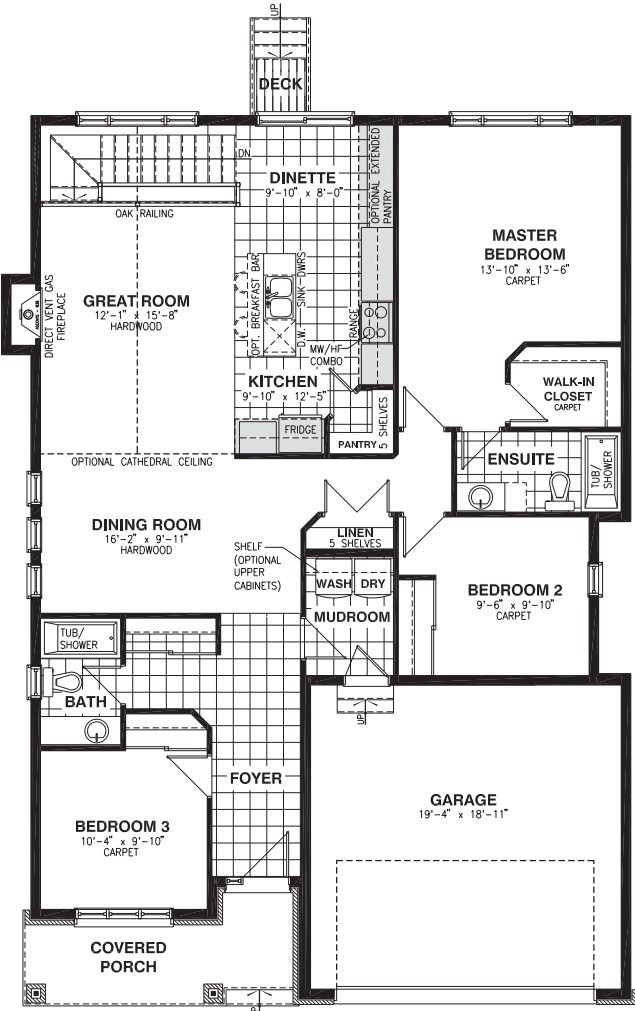 UP
DECK
DN
DINETTE
9'-10" x 8'-0"
OPTIONAL EXTENDED
PANTRY
OAK RAILING
MASTER
BEDROOM
13'-10" x 13'-6"
CARPET
DIRECT VENT GAS
FIREPLACE
GREAT ROOM
12'-1" x 15'-8"
HARDWOOD
OPT. BREAKFAST BAR
SINK
DWRS
D.W.
RANGE
MW/HF
COMBO
KITCHEN
9'-10" x 12'-5"
WALK-IN
CLOSET
CARPET
FRIDGE
PANTRY
5 SHELVES
OPTIONAL CATHEDRAL CEILING
ENSUITE
TUB/
SHOWER
DINING ROOM
16'-2" x 9'-11"
HARDWOOD
LINEN
5 SHELVES
SHELF
(OPTIONAL
UPPER
CABINETS)
WASH
DRY
MUDROOM
BEDROOM 2
9'-6" x 9'-10"
CARPET
TUB/
SHOWER
BATH
UP
FOYER
BEDROOM 3
10'-4" x 9'-10"
CARPET
GARAGE
19'-4" x 18'-11"
COVERED
PORCH